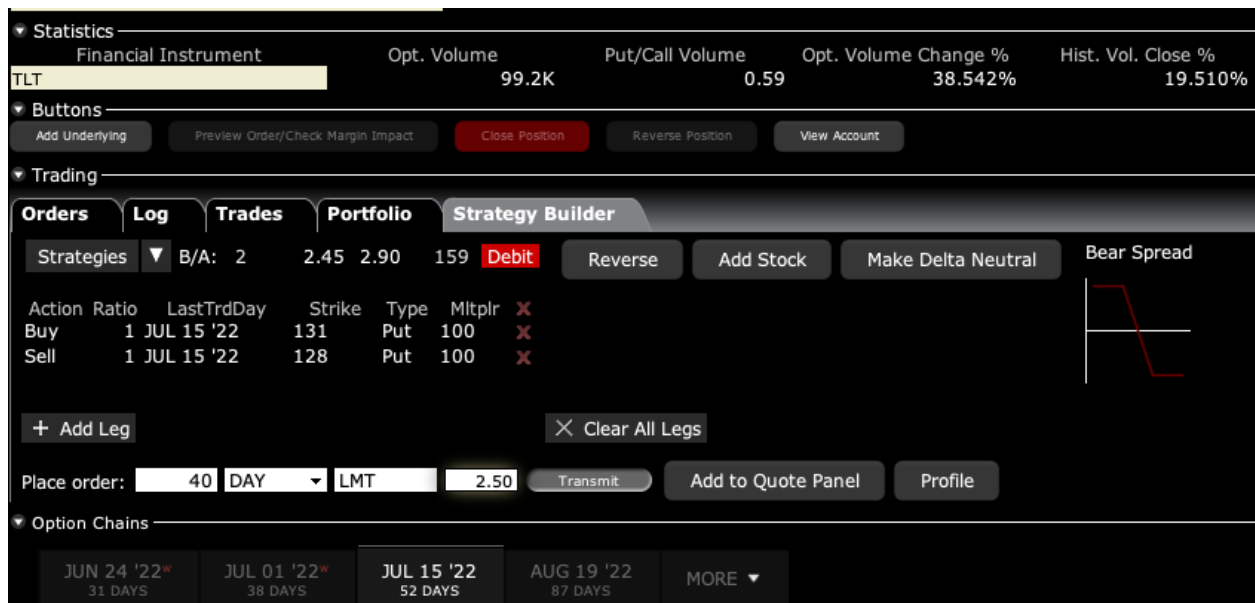 Statistics
Financial Instrument Opt. Volume Put/Call Volume Opt. Volume Change % Hist. Vol. Close %
TLT 99.2K 0.59 38.542% 19.510%
Buttons
Add Underlying Preview Order/Check Margin Impact Close Position Reverse Position View Account
Trading
Orders Log Trades Portfolio Strategy Builder
Strategies B/A: 2 2.45 2.90 159 Debit Reverse Add Stock Make Delta Neutral Bear Spread
Action Ratio LastTrdDay Strike Type Mltplr X
Buy 1 JUL 15 '22 131 Put 100 X
Sell 1 JUL 15 '22 128 Put 100 X
+ Add Leg X Clear All Legs
Place order: 40 DAY LMT 2.50 Transmit Add to Quote Panel Profile
Option Chains
JUN 24 '22W JUL 01 '22W JUL 15 '22 AUG 19 '22 MORE
31 DAYS 38 DAYS 52 DAYS 87 DAYS